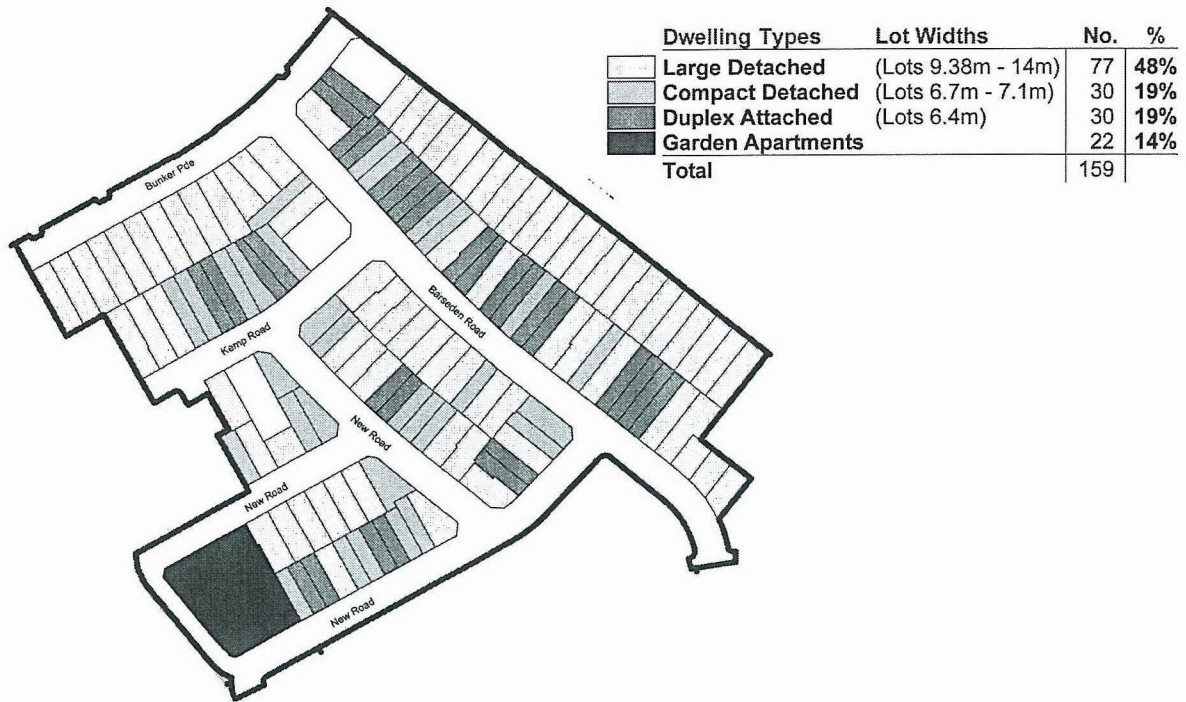 Dwelling Types Lot Widths No. %
Large Detached (Lots 9.38m - 14m) 77 48%
Compact Detached (Lots 6.7m - 7.1m) 30 19%
Duplex Attached (Lots 6.4m) 30 19%
Garden Apartments 22 14%
Total 159
Bunker Pde
Barseden Road
Kemp Road
New Road
New Road
New Road